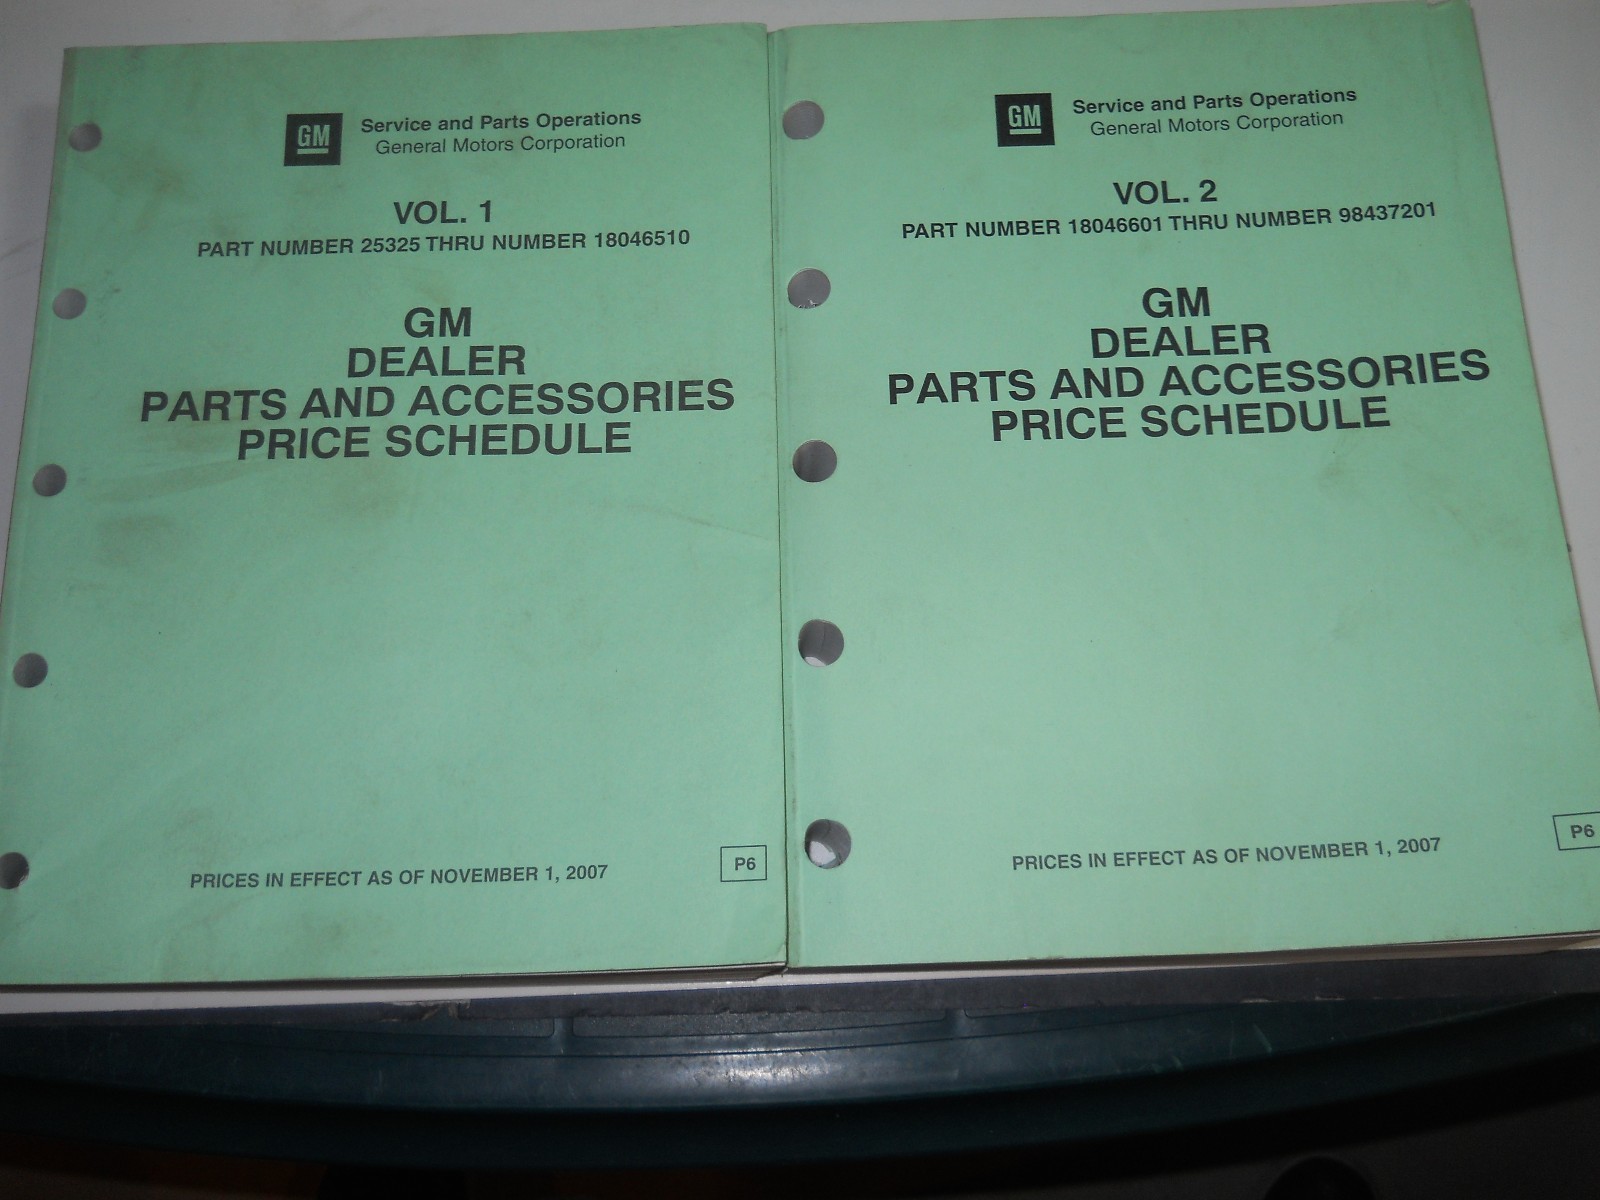 GM
Service and Parts Operations
General Motors Corporation
VOL. 1
PART NUMBER 25325 THRU NUMBER 18046510
GM
DEALER
PARTS AND ACCESSORIES
PRICE SCHEDULE
PRICES IN EFFECT AS OF NOVEMBER 1, 2007
P6
GM
Service and Parts Operations
General Motors Corporation
VOL. 2
PART NUMBER 18046601 THRU NUMBER 98437201
GM
DEALER
PARTS AND ACCESSORIES
PRICE SCHEDULE
PRICES IN EFFECT AS OF NOVEMBER 1, 2007
P6